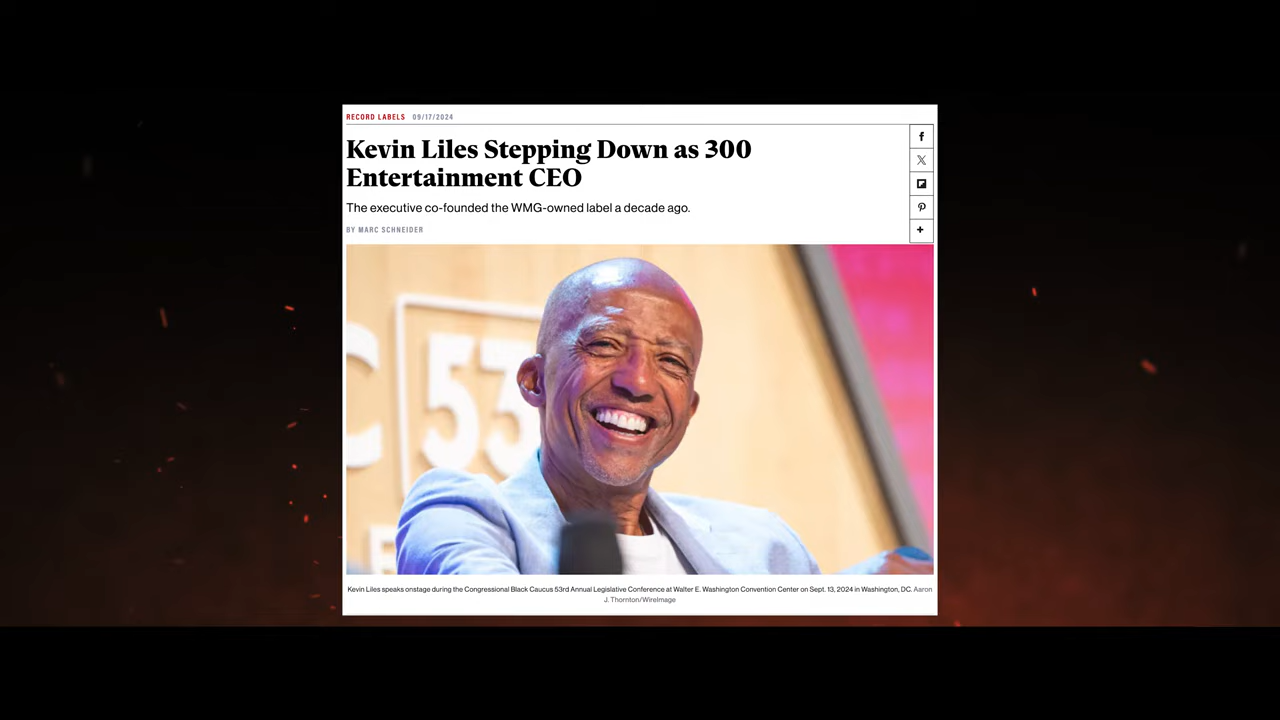 RECORD LABELS 09/17/2024
Kevin Liles Stepping Down as 300
Entertainment CEO
The executive co-founded the WMG-owned label a decade ago.
BY MARC SCHNEIDER
C 53
Kevin Liles speaks onstage during the Congressional Black Caucus 53rd Annual Legislative Conference at Walter E. Washington Convention Center on Sept. 13, 2024 in Washington, DC. Aaron
J. Thornton/WireImage